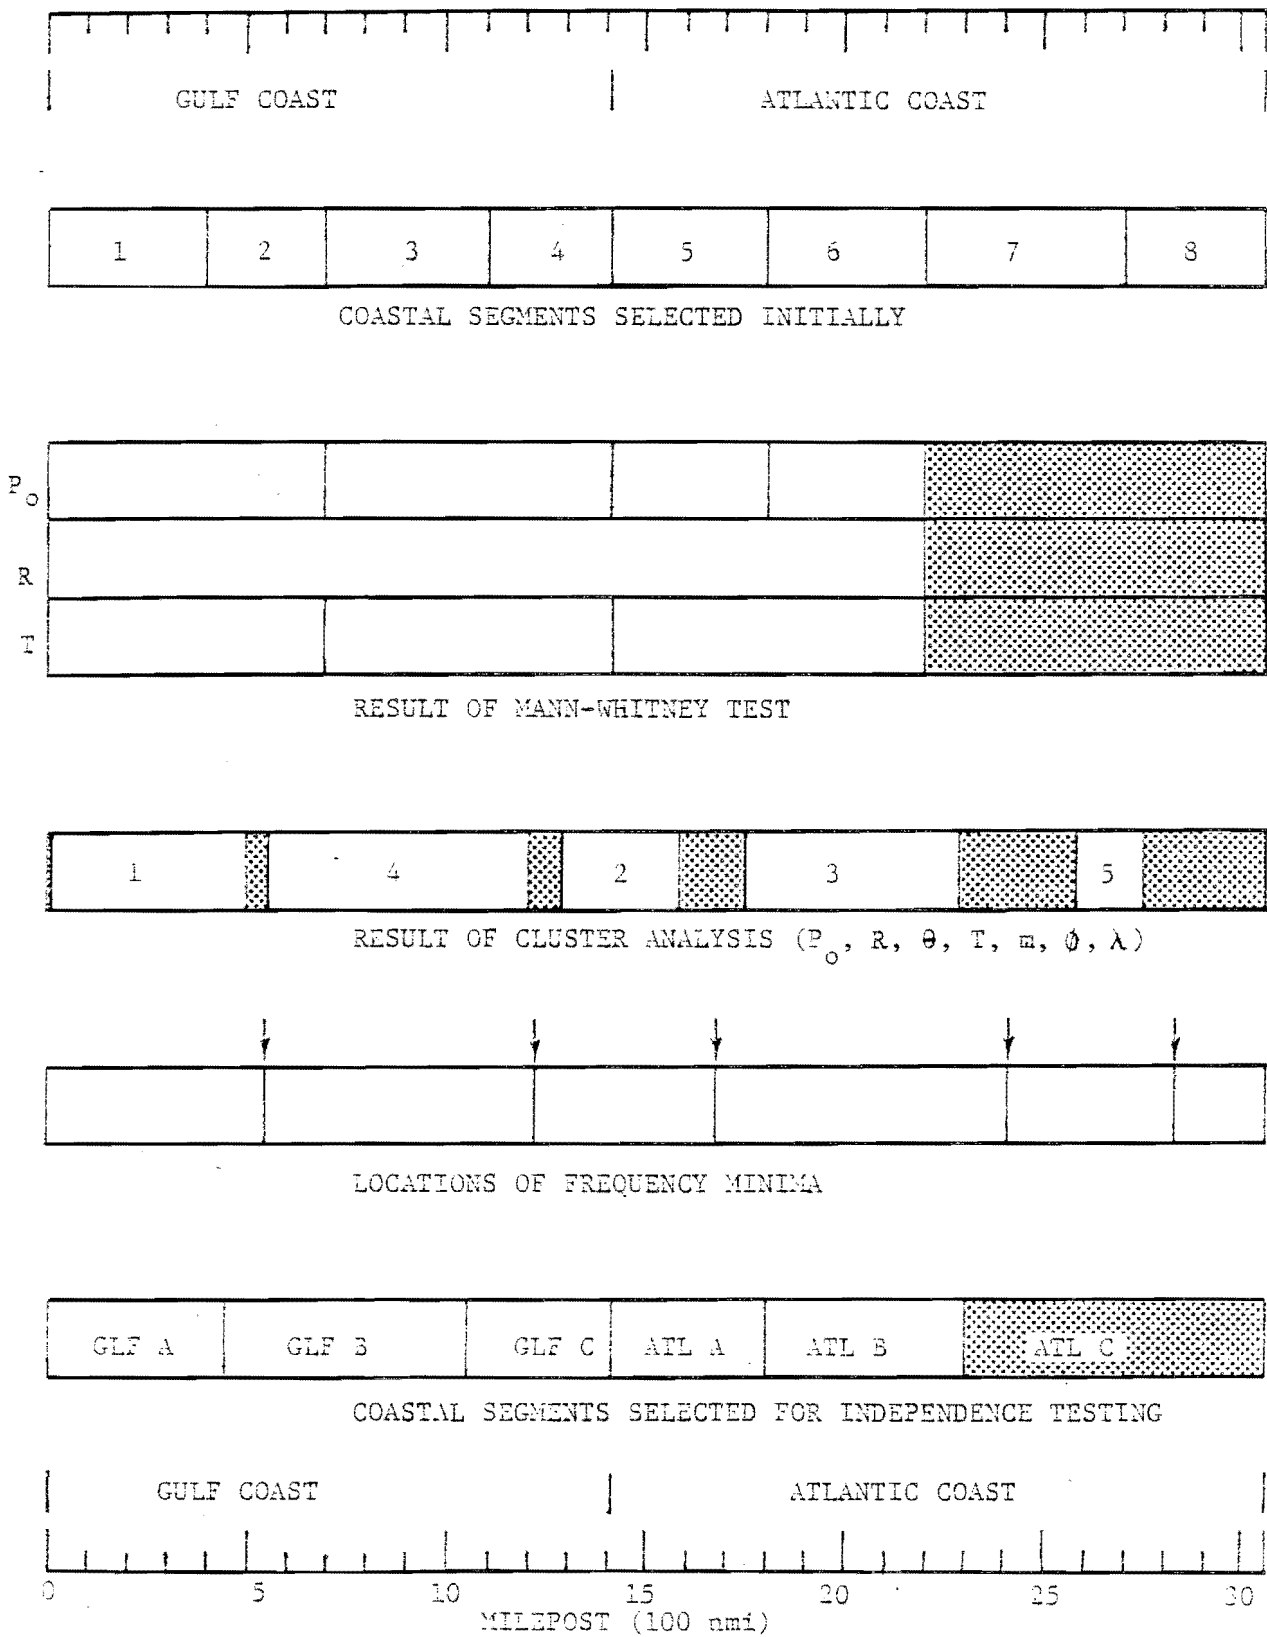 GULF COAST ATLANTIC COAST
1 2 3 4 5 6 7 8
COASTAL SEGMENTS SELECTED INITIALLY
Po
R
T
RESULT OF MANN-WHITNEY TEST
1 4 2 3 5
RESULT OF CLUSTER ANALYSIS (Po, R, θ, T, m, ϕ, λ)
LOCATIONS OF FREQUENCY MINIMA
GLF A GLF B GLF C ATL A ATL B ATL C
COASTAL SEGMENTS SELECTED FOR INDEPENDENCE TESTING
GULF COAST ATLANTIC COAST
0 5 10 15 20 25 30
MILEPOST (100 nmi)